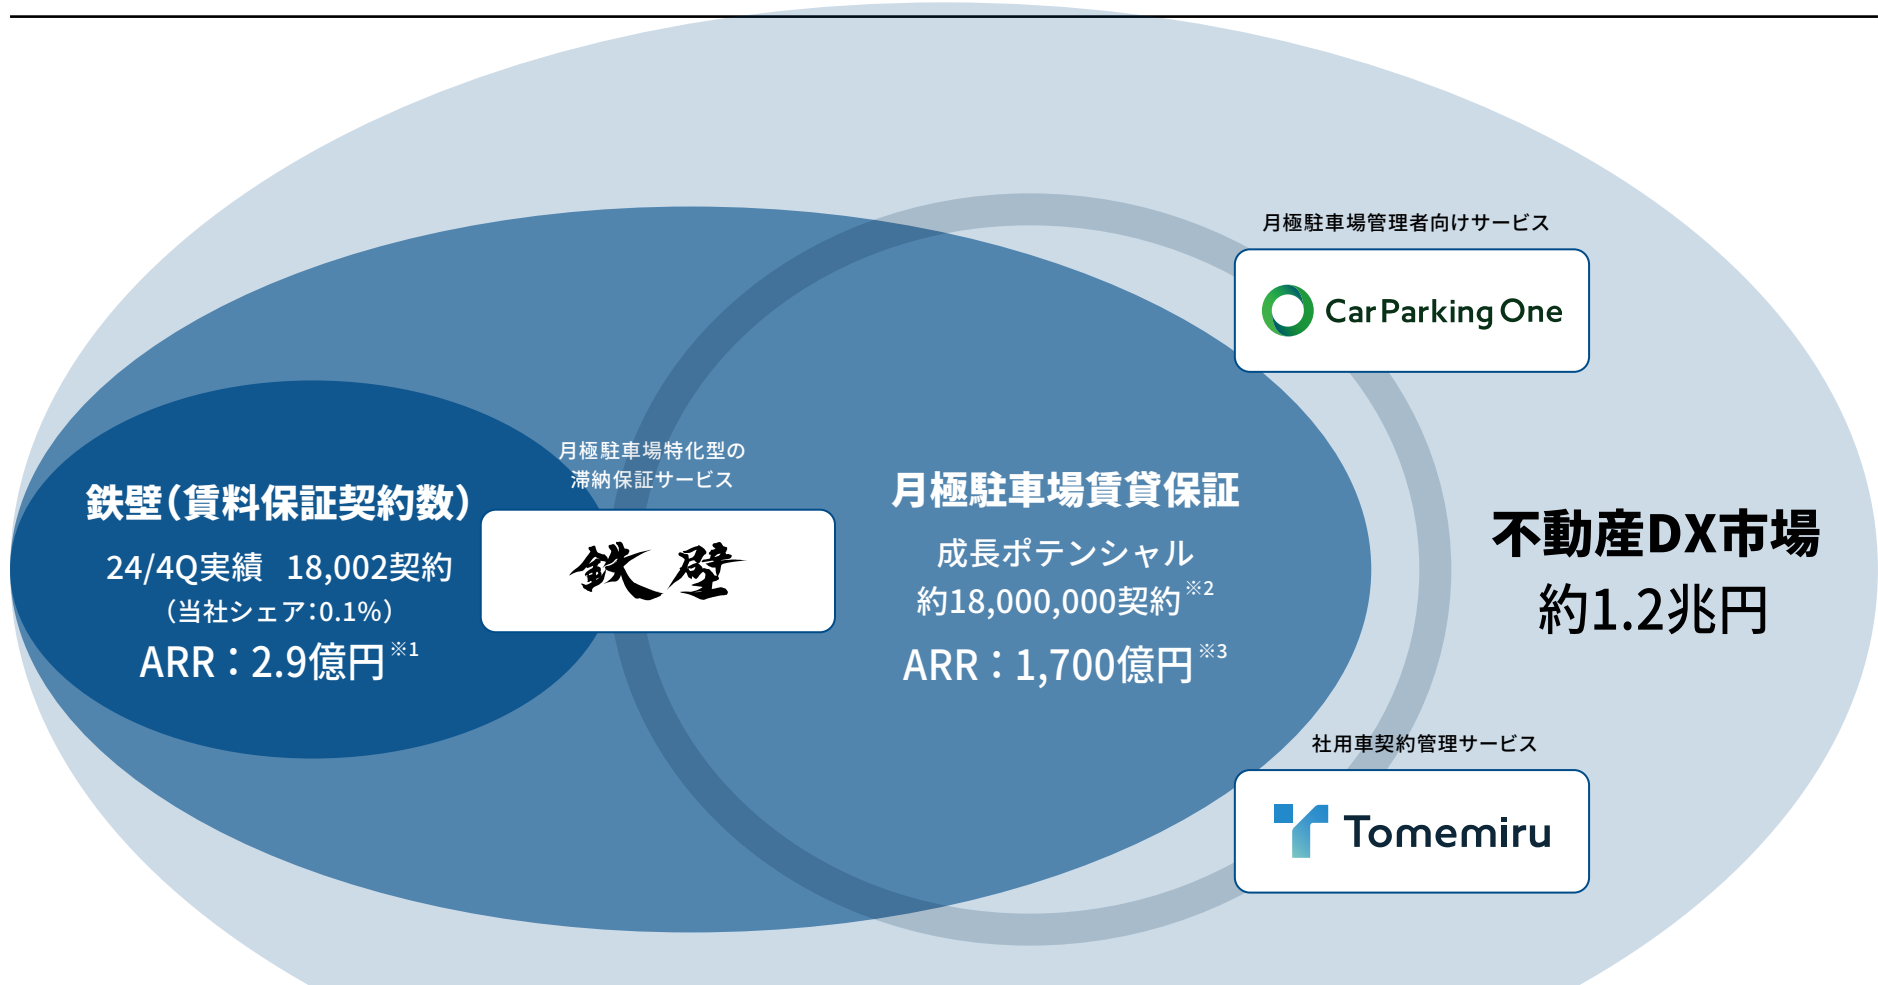 月極駐車場管理者向けサービス
Car Parking One
月極駐車場特化型の
滞納保証サービス
鉄壁
鉄壁（賃料保証契約数）
24/4Q実績 18,002契約
（当社シェア：0.1%）
ARR：2.9億円※1
月極駐車場賃貸保証
成長ポテンシャル
約18,000,000契約※2
ARR：1,700億円※3
不動産DX市場
約1.2兆円
社用車契約管理サービス
Tomemiru